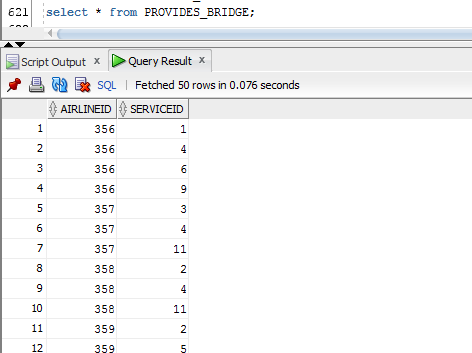 621 select * from PROVIDES_BRIDGE;
Script Output x Query Result x
SQL Fetched 50 rows in 0.076 seconds
AIRLINEID SERVICEID
1 356 1
2 356 4
3 356 6
4 356 9
5 357 3
6 357 4
7 357 11
8 358 2
9 358 4
10 358 11
11 359 2
12 359 5